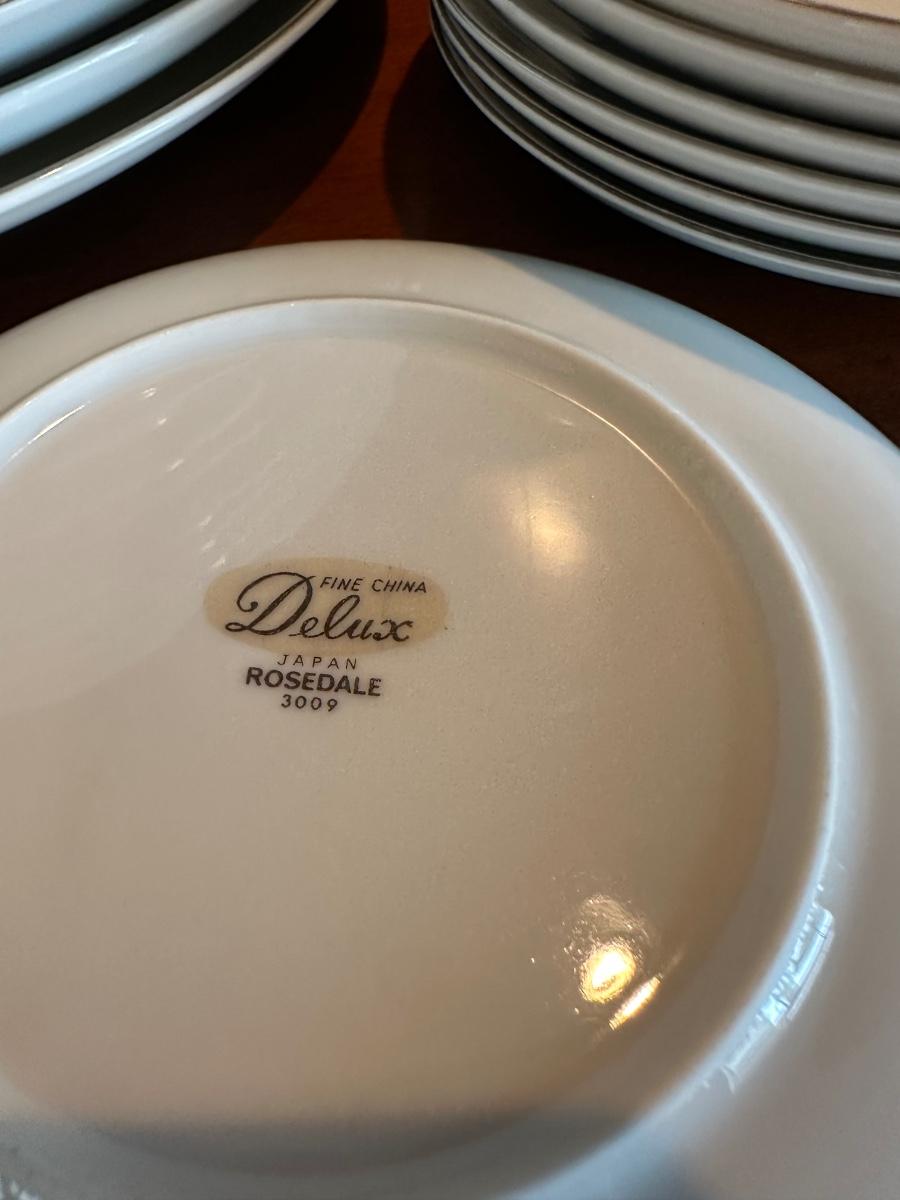 FINE CHINA
Delux
JAPAN
ROSEDALE
3009